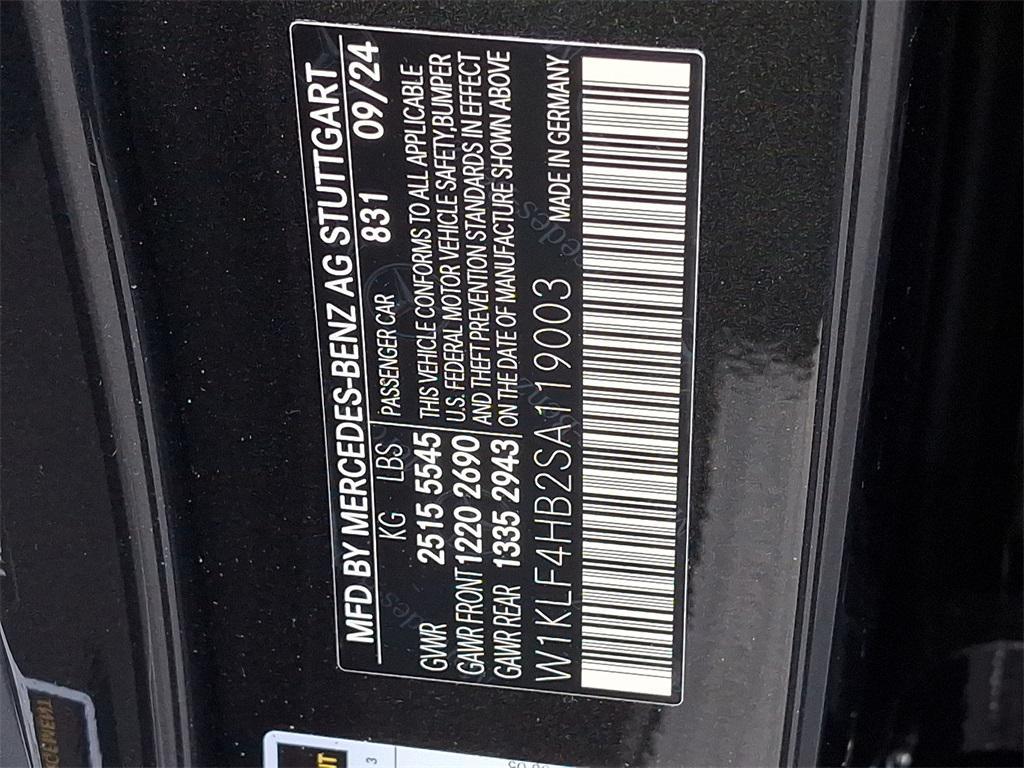 MFD BY MERCEDES-BENZ AG STUTTGART
KG LBS 831 09/24
PASSENGER CAR
GVWR 2515 5545
GAWR FRONT 1220 2690
GAWR REAR 1335 2943
THIS VEHICLE CONFORMS TO ALL APPLICABLE
U.S. FEDERAL MOTOR VEHICLE SAFETY,BUMPER
AND THEFT PREVENTION STANDARDS IN EFFECT
ON THE DATE OF MANUFACTURE SHOWN ABOVE
W1KLF4HB2SA119003 MADE IN GERMANY
3